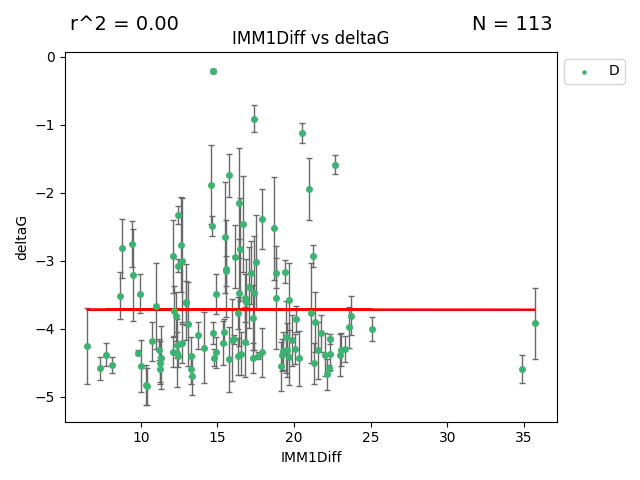 r^2 = 0.00
N = 113
IMM1Diff vs deltaG
D
0
−1
−2
−3
−4
−5
deltaG
10
15
20
25
30
35
IMM1Diff